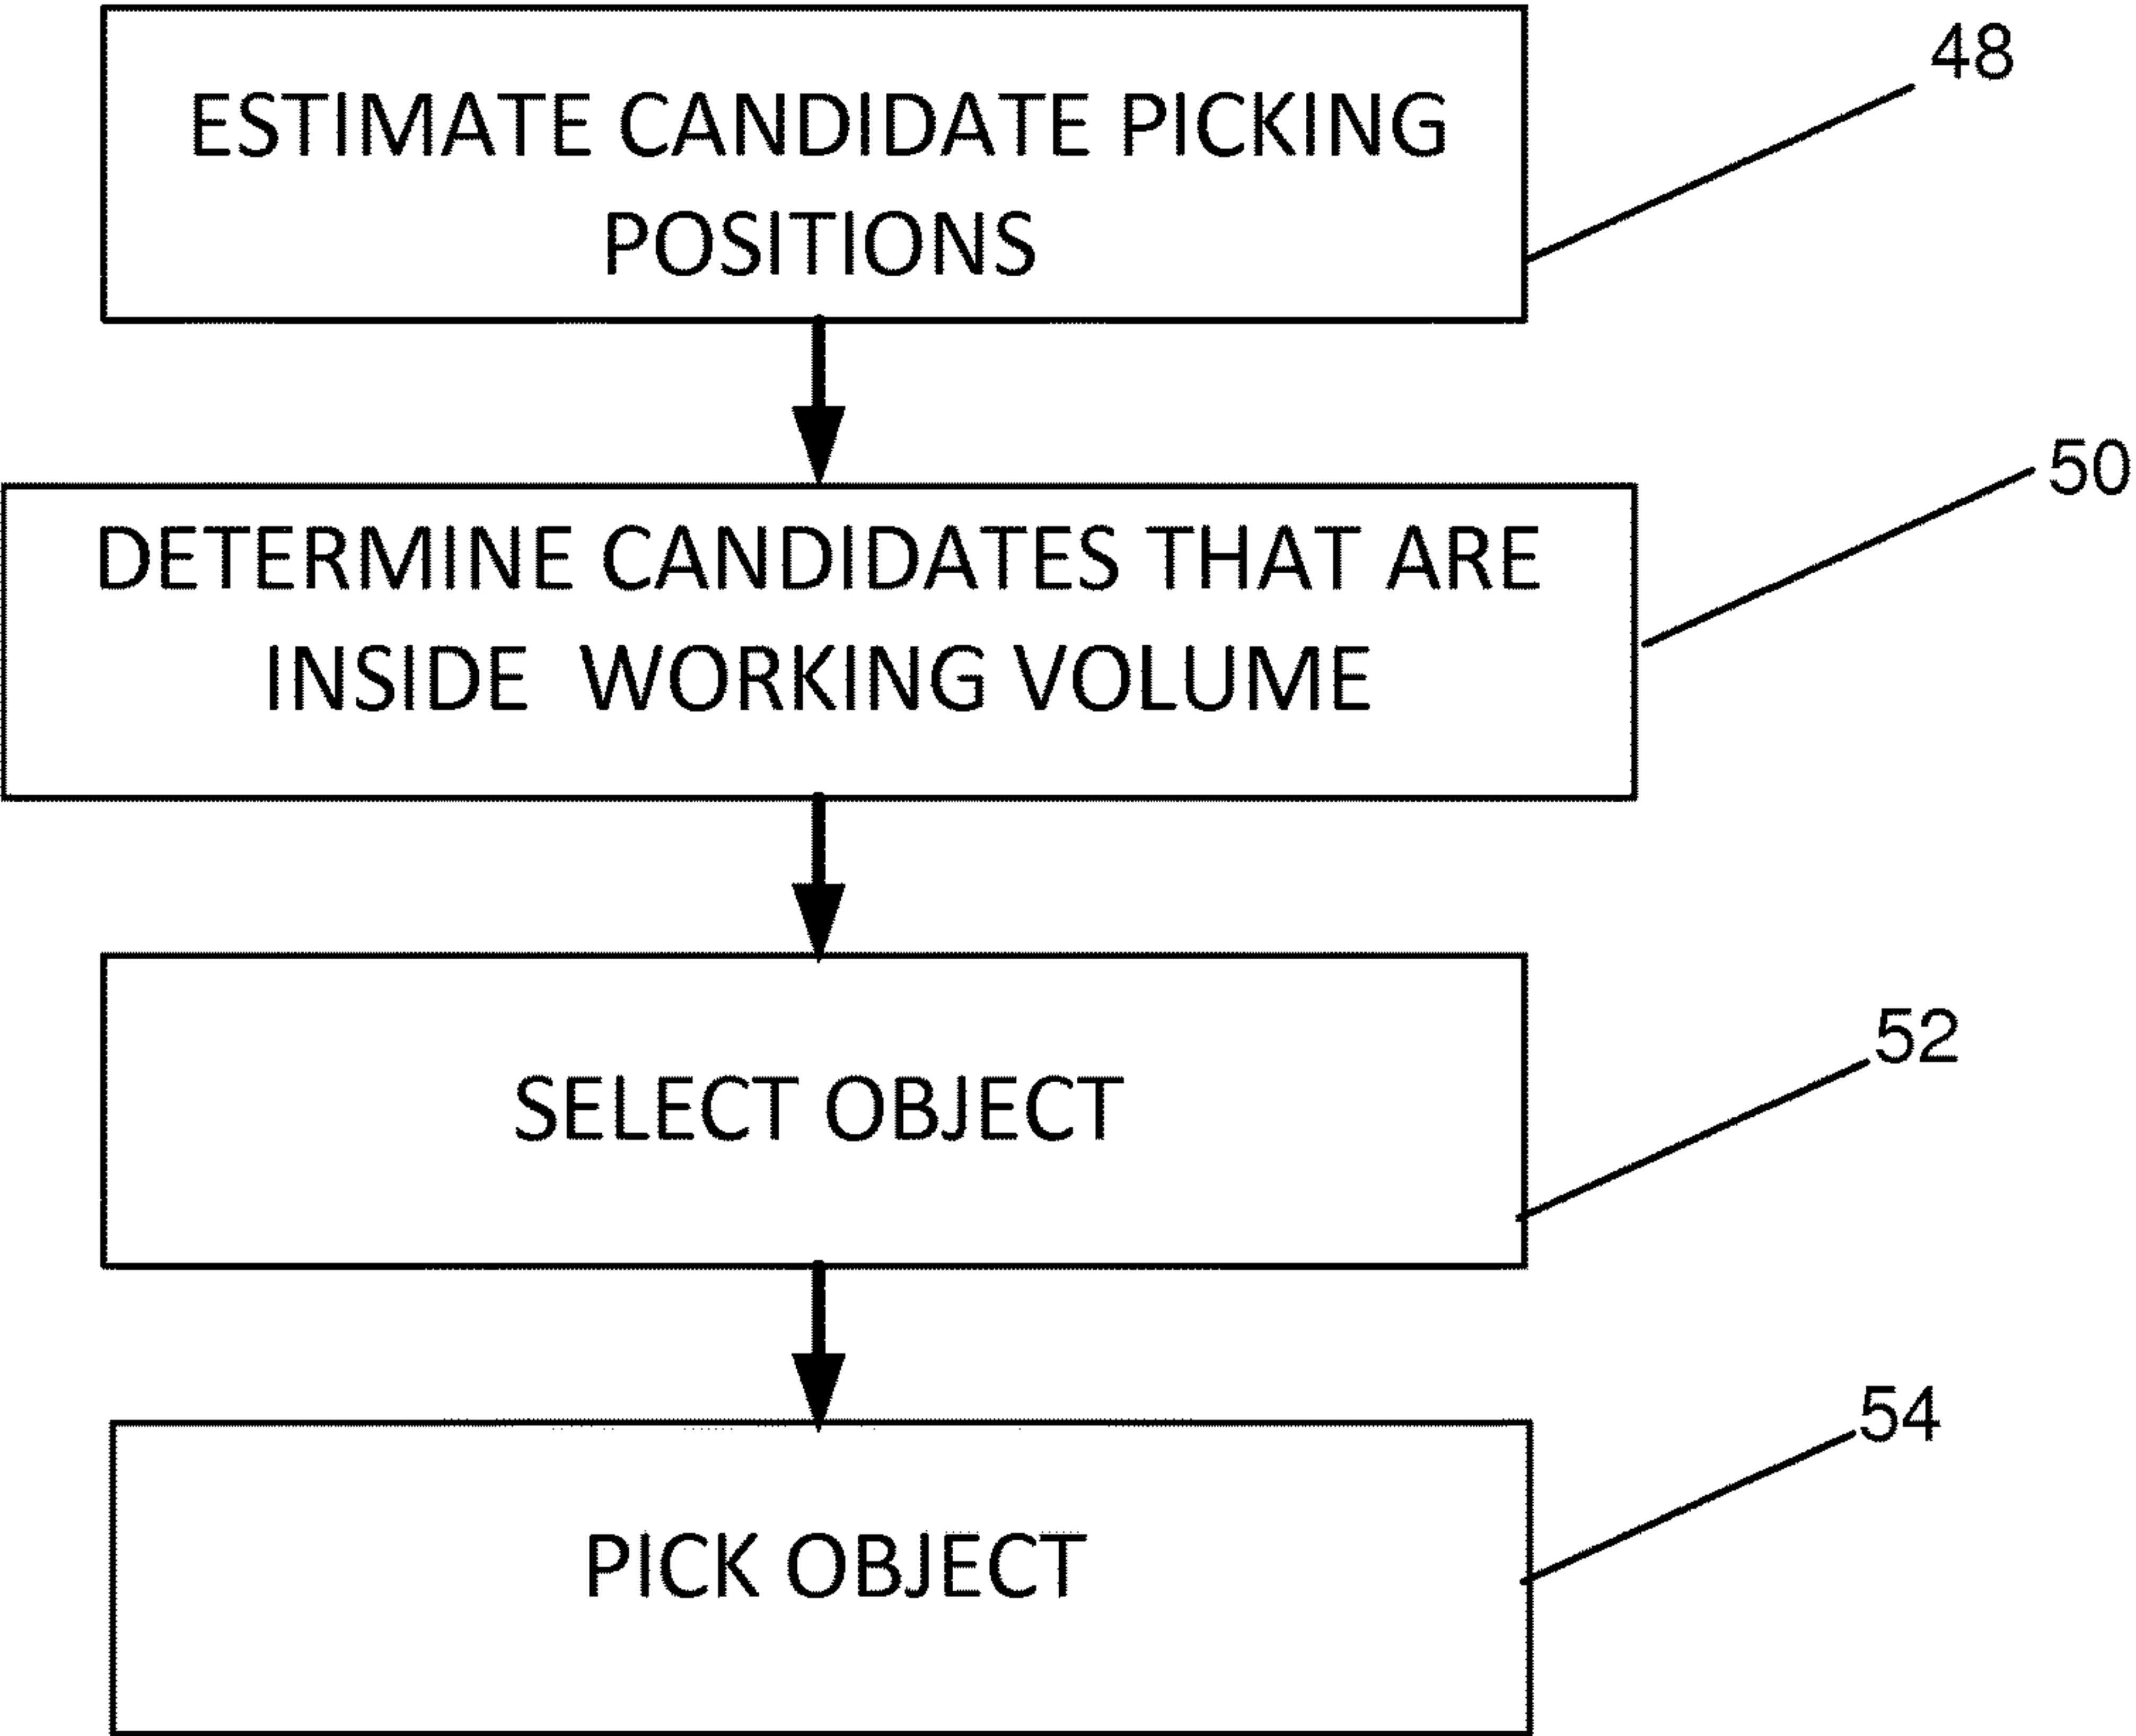 48
ESTIMATE CANDIDATE PICKING
POSITIONS
50
DETERMINE CANDIDATES THAT ARE
INSIDE WORKING VOLUME
52
SELECT OBJECT
54
PICK OBJECT